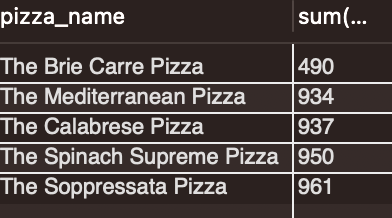 pizza_name sum(...
The Brie Carre Pizza 490
The Mediterranean Pizza 934
The Calabrese Pizza 937
The Spinach Supreme Pizza 950
The Soppressata Pizza 961